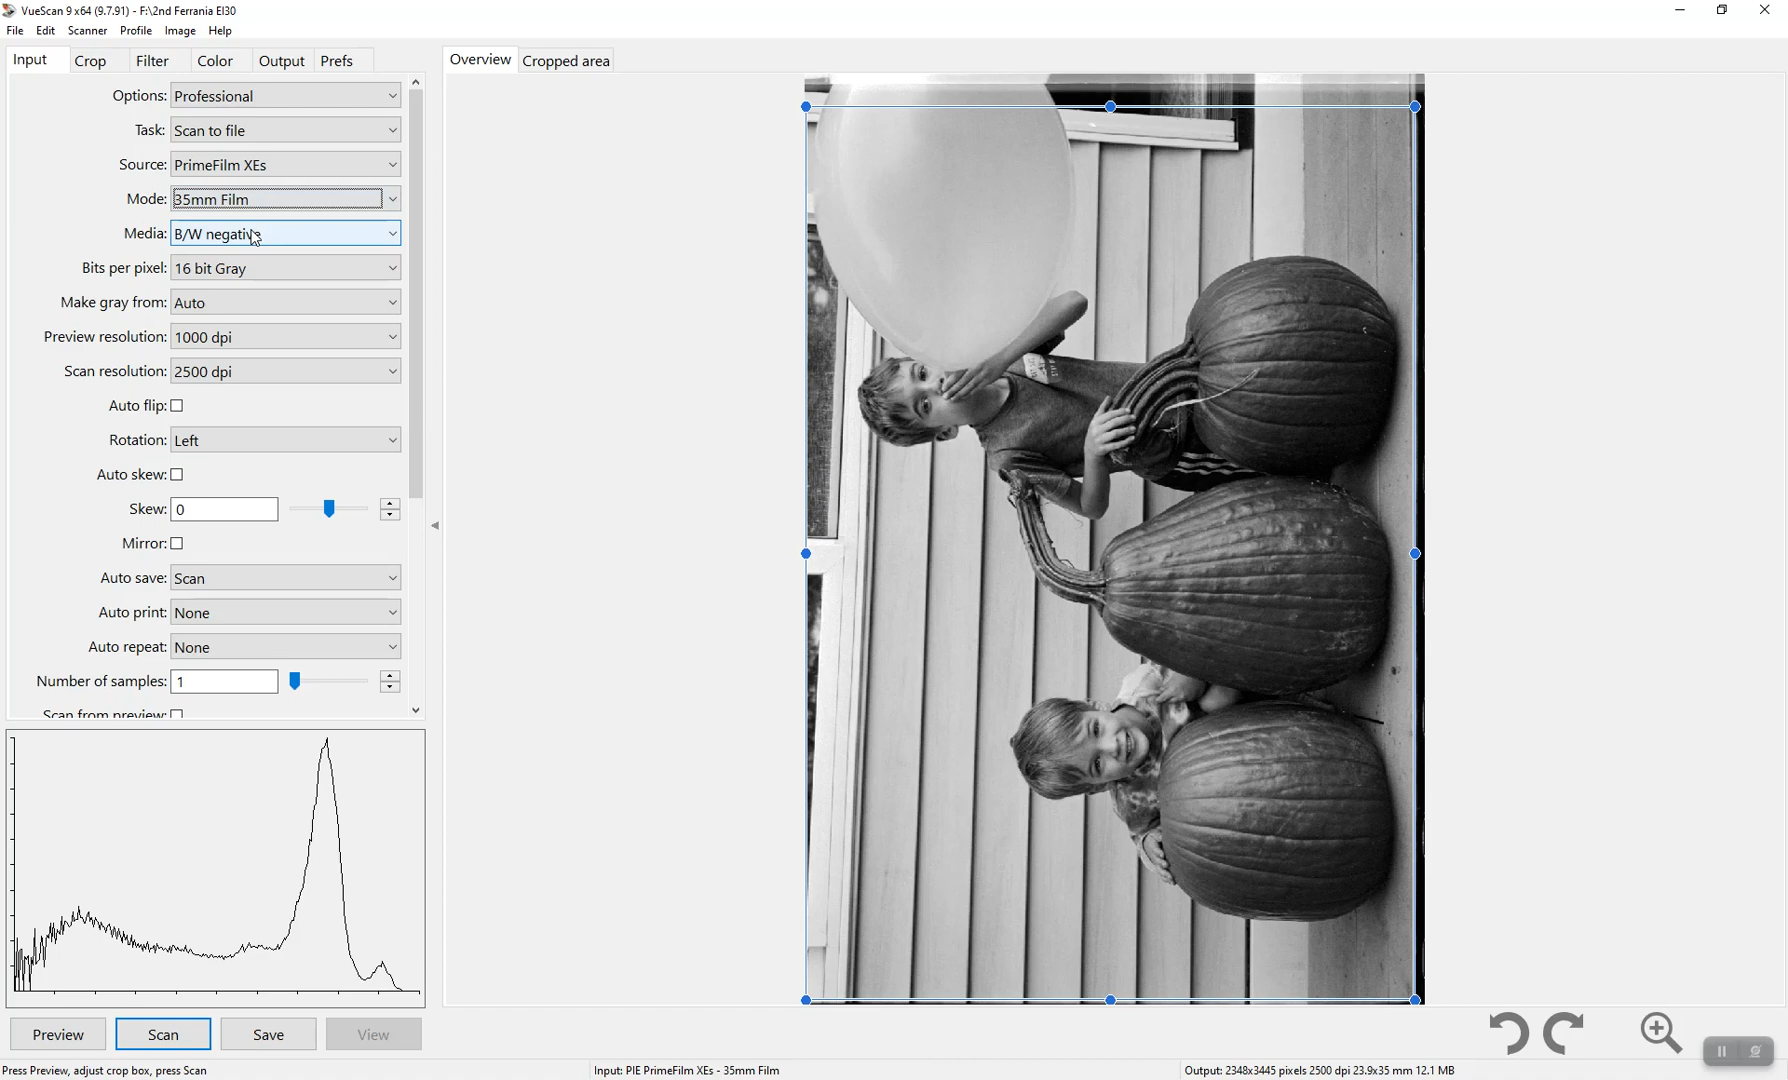 VueScan 9 x64 (9.7.91) - F:\2nd Ferrania EI30
File Edit Scanner Profile Image Help
Input Crop Filter Color Output Prefs
Overview Cropped area
Options: Professional
Task: Scan to file
Source: PrimeFilm XEs
Mode: 35mm Film
Media: B/W negative
Bits per pixel: 16 bit Gray
Make gray from: Auto
Preview resolution: 1000 dpi
Scan resolution: 2500 dpi
Auto flip:
Rotation: Left
Auto skew:
Skew: 0
Mirror:
Auto save: Scan
Auto print: None
Auto repeat: None
Number of samples: 1
Scan from preview:
Preview Scan Save View
Press Preview, adjust crop box, press Scan
Input: PIE PrimeFilm XEs - 35mm Film
Output: 2348x3445 pixels 2500 dpi 23.9x35 mm 12.1 MB